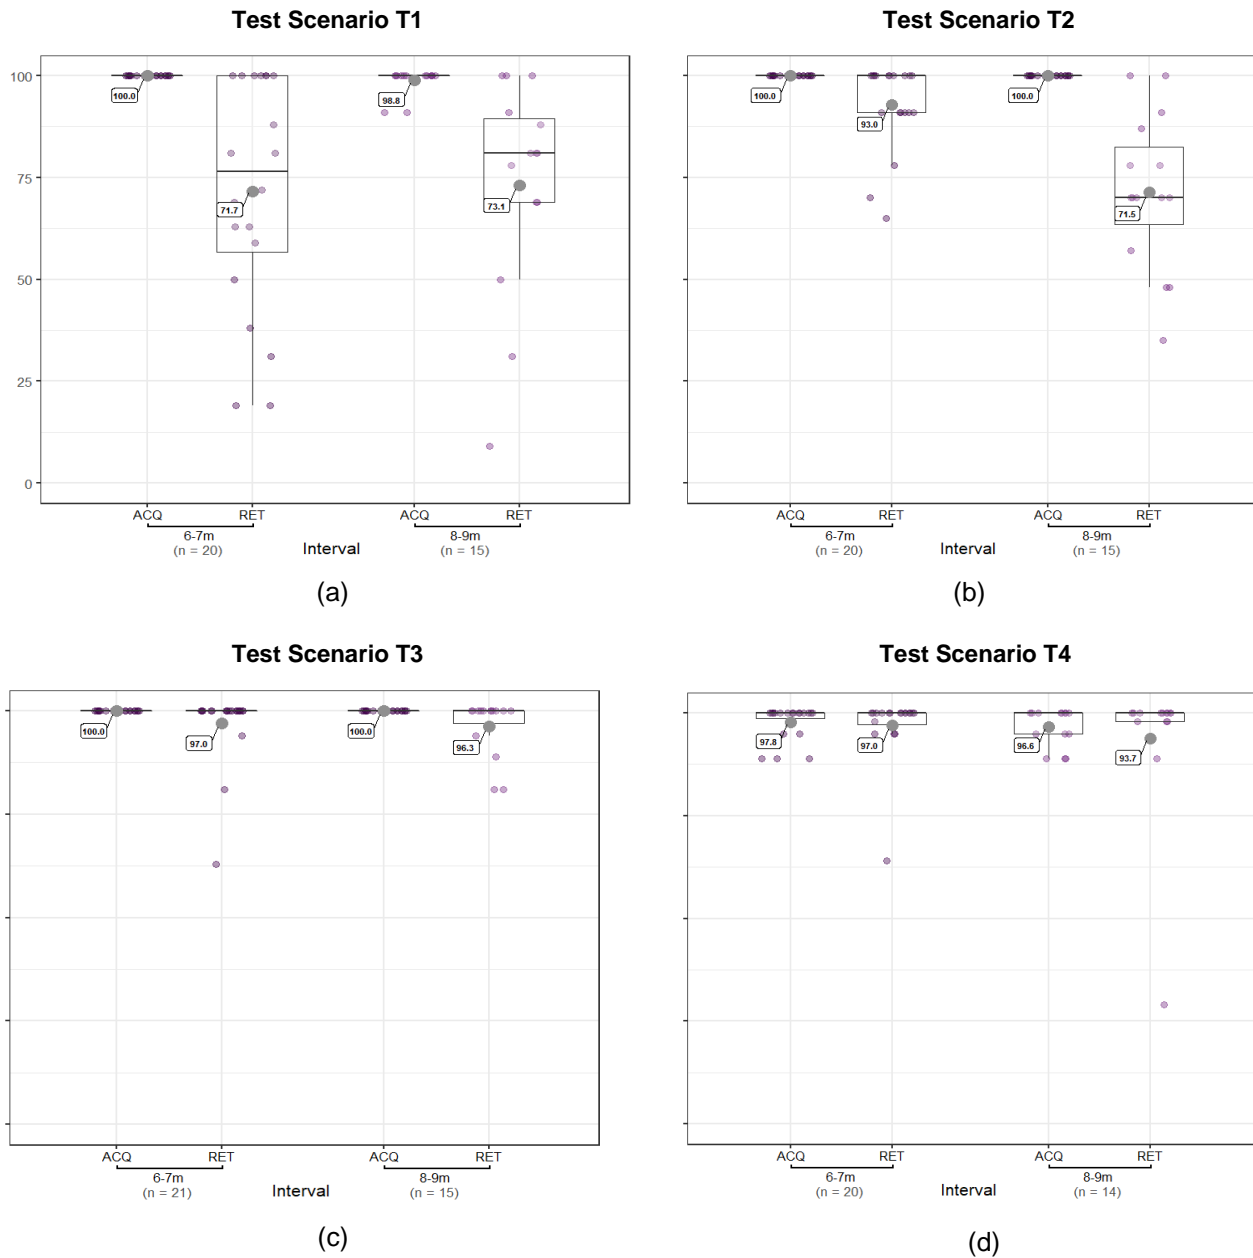 Test Scenario T1
100
75
50
25
0
100.0
71.7
98.8
73.1
ACQ RET ACQ RET
6-7m 8-9m
(n = 20) Interval (n = 15)
(a)
Test Scenario T2
100.0
93.0
100.0
71.5
ACQ RET ACQ RET
6-7m 8-9m
(n = 20) Interval (n = 15)
(b)
Test Scenario T3
100.0
97.0
100.0
96.3
ACQ RET ACQ RET
6-7m 8-9m
(n = 21) Interval (n = 15)
(c)
Test Scenario T4
97.8
97.0
96.6
93.7
ACQ RET ACQ RET
6-7m 8-9m
(n = 20) Interval (n = 14)
(d)